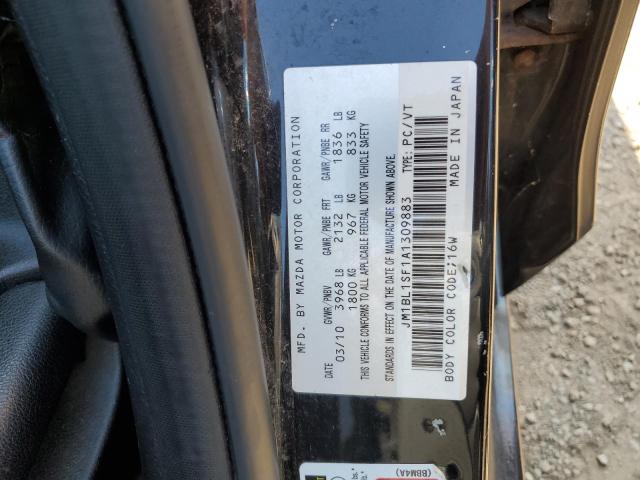 MFD. BY MAZDA MOTOR CORPORATION
DATE GVWR/PNBV GAWR/PNBE FRT GAWR/PNBE RR
03/10 3968 LB 2132 LB 1836 LB
1800 KG 967 KG 833 KG
THIS VEHICLE CONFORMS TO ALL APPLICABLE FEDERAL MOTOR VEHICLE SAFETY
STANDARDS IN EFFECT ON THE DATE OF MANUFACTURE SHOWN ABOVE.
JM1BL1SF1A1309883 TYPE: PC/VT
BODY COLOR CODE:16W MADE IN JAPAN
(BBM4A)